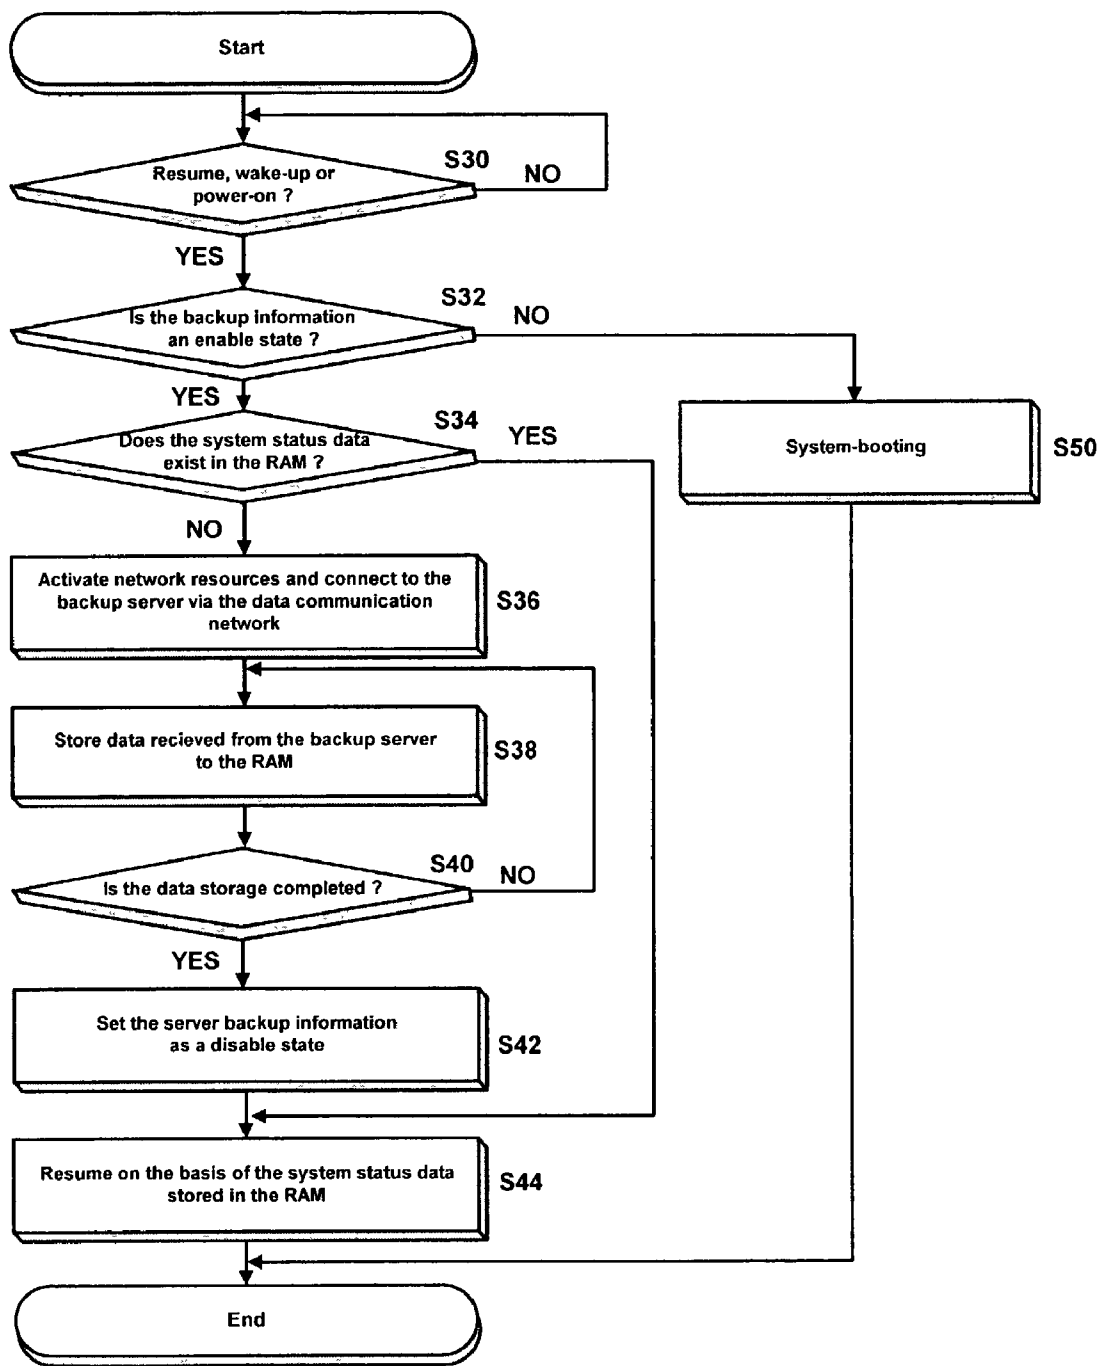 Start
S30
Resume, wake-up or
power-on ?
NO
YES
S32
Is the backup information
an enable state ?
NO
YES
S34
Does the system status data
exist in the RAM ?
YES
System-booting
S50
NO
Activate network resources and connect to the
backup server via the data communication
network
S36
Store data recieved from the backup server
to the RAM
S38
S40
Is the data storage completed ?
NO
YES
Set the server backup information
as a disable state
S42
Resume on the basis of the system status data
stored in the RAM
S44
End